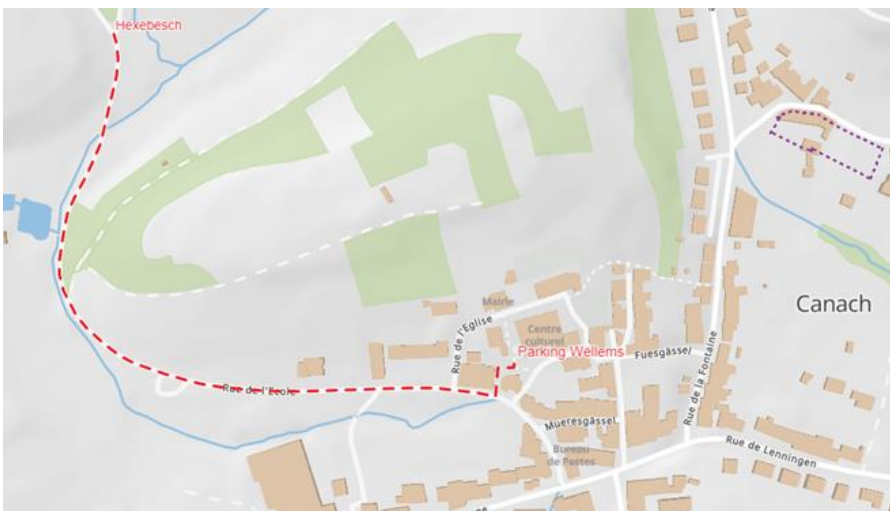 Hexebesch
Canach
Mairie
Rue de l'Eglise
Centre
culturel
Parking Wellems
Fuesgässel
Rue de la Fontaine
Rue de l'Ecole
Mueresgässel
Bureau
de Postes
Rue de Lenningen